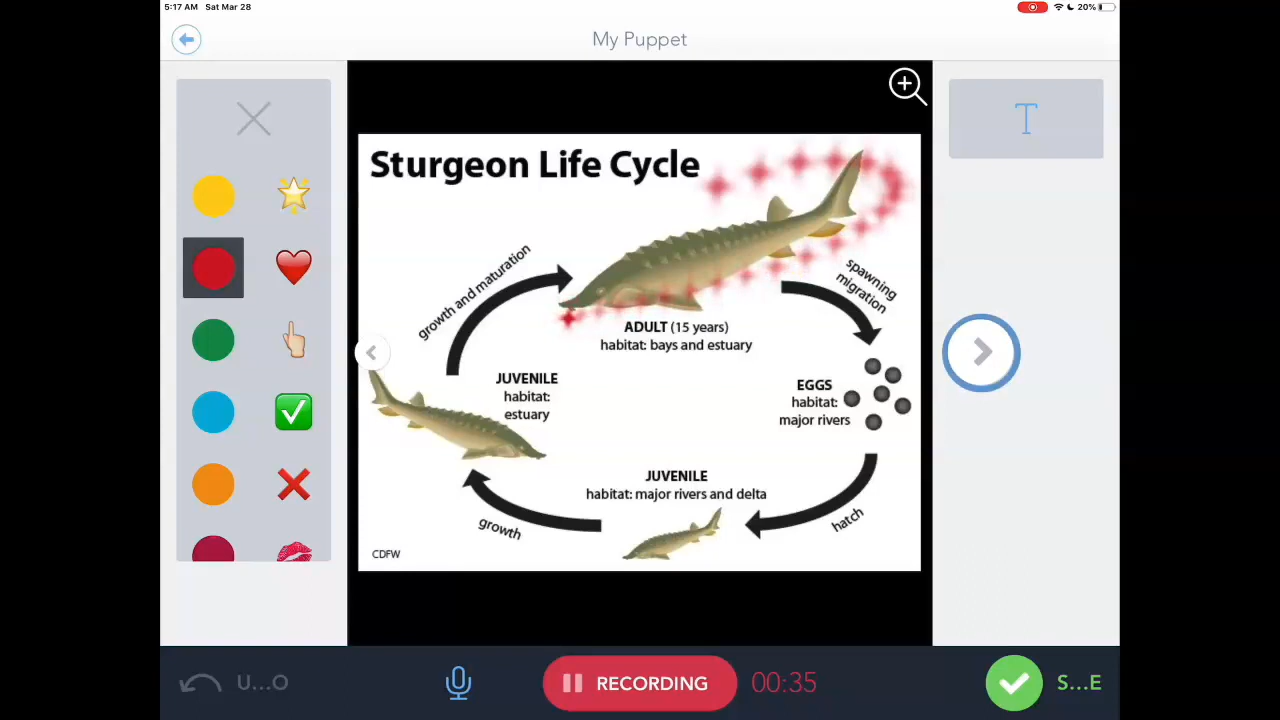 5:17 AM Sat Mar 28
20%
My Puppet
T
Sturgeon Life Cycle
growth and maturation
spawning
migration
ADULT (15 years)
habitat: bays and estuary
JUVENILE
habitat:
estuary
EGGS
habitat:
major rivers
JUVENILE
habitat: major rivers and delta
growth
hatch
CDFW
U...O
RECORDING
00:35
S...E